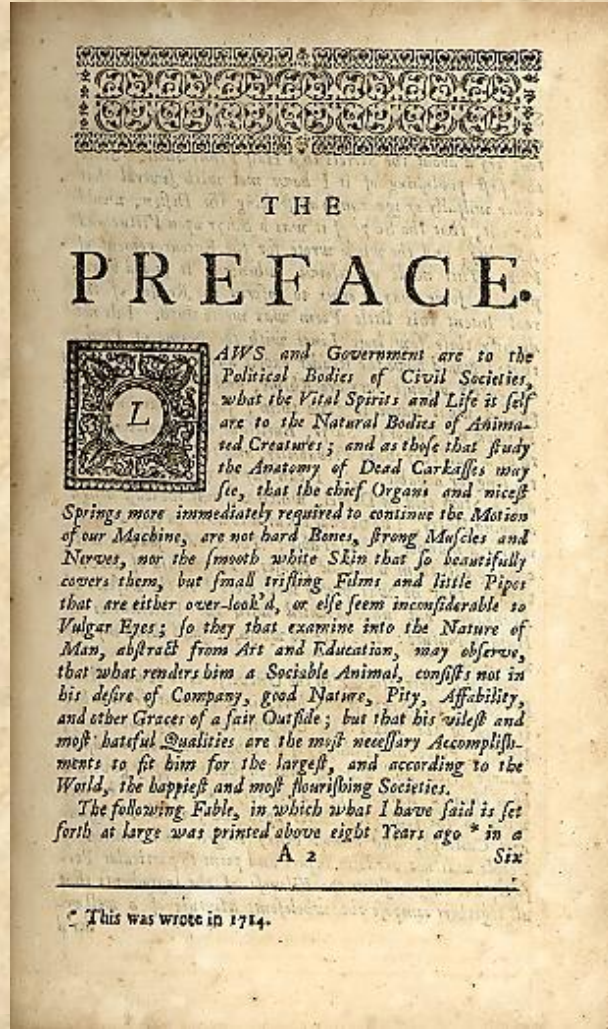 THE
PREFACE.
LAWS and Government are to the
Political Bodies of Civil Societies,
what the Vital Spirits and Life it self
are to the Natural Bodies of Anima-
ted Creatures; and as those that study
the Anatomy of Dead Carkasses may
see, that the chief Organs and nicest
Springs more immediately required to continue the Motion
of our Machine, are not hard Bones, strong Muscles and
Nerves, nor the smooth white Skin that so beautifully
covers them, but small trifling Films and little Pipes
that are either over-look'd, or else seem inconsiderable to
Vulgar Eyes; so they that examine into the Nature of
Man, abstract from Art and Education, may observe,
that what renders him a Sociable Animal, consists not in
his desire of Company, good Nature, Pity, Affability,
and other Graces of a fair Outside; but that his vilest and
most hateful Qualities are the most necessary Accomplish-
ments to fit him for the largest, and according to the
World, the happiest and most flourishing Societies.
The following Fable, in which what I have said is set
forth at large was printed above eight Years ago * in a
A 2 Six
* This was wrote in 1714.